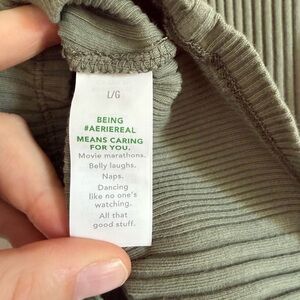 L/G
BEING
#AERIEREAL
MEANS CARING
FOR YOU.
Movie marathons.
Belly laughs.
Naps.
Dancing
like no one's
watching.
All that
good stuff.